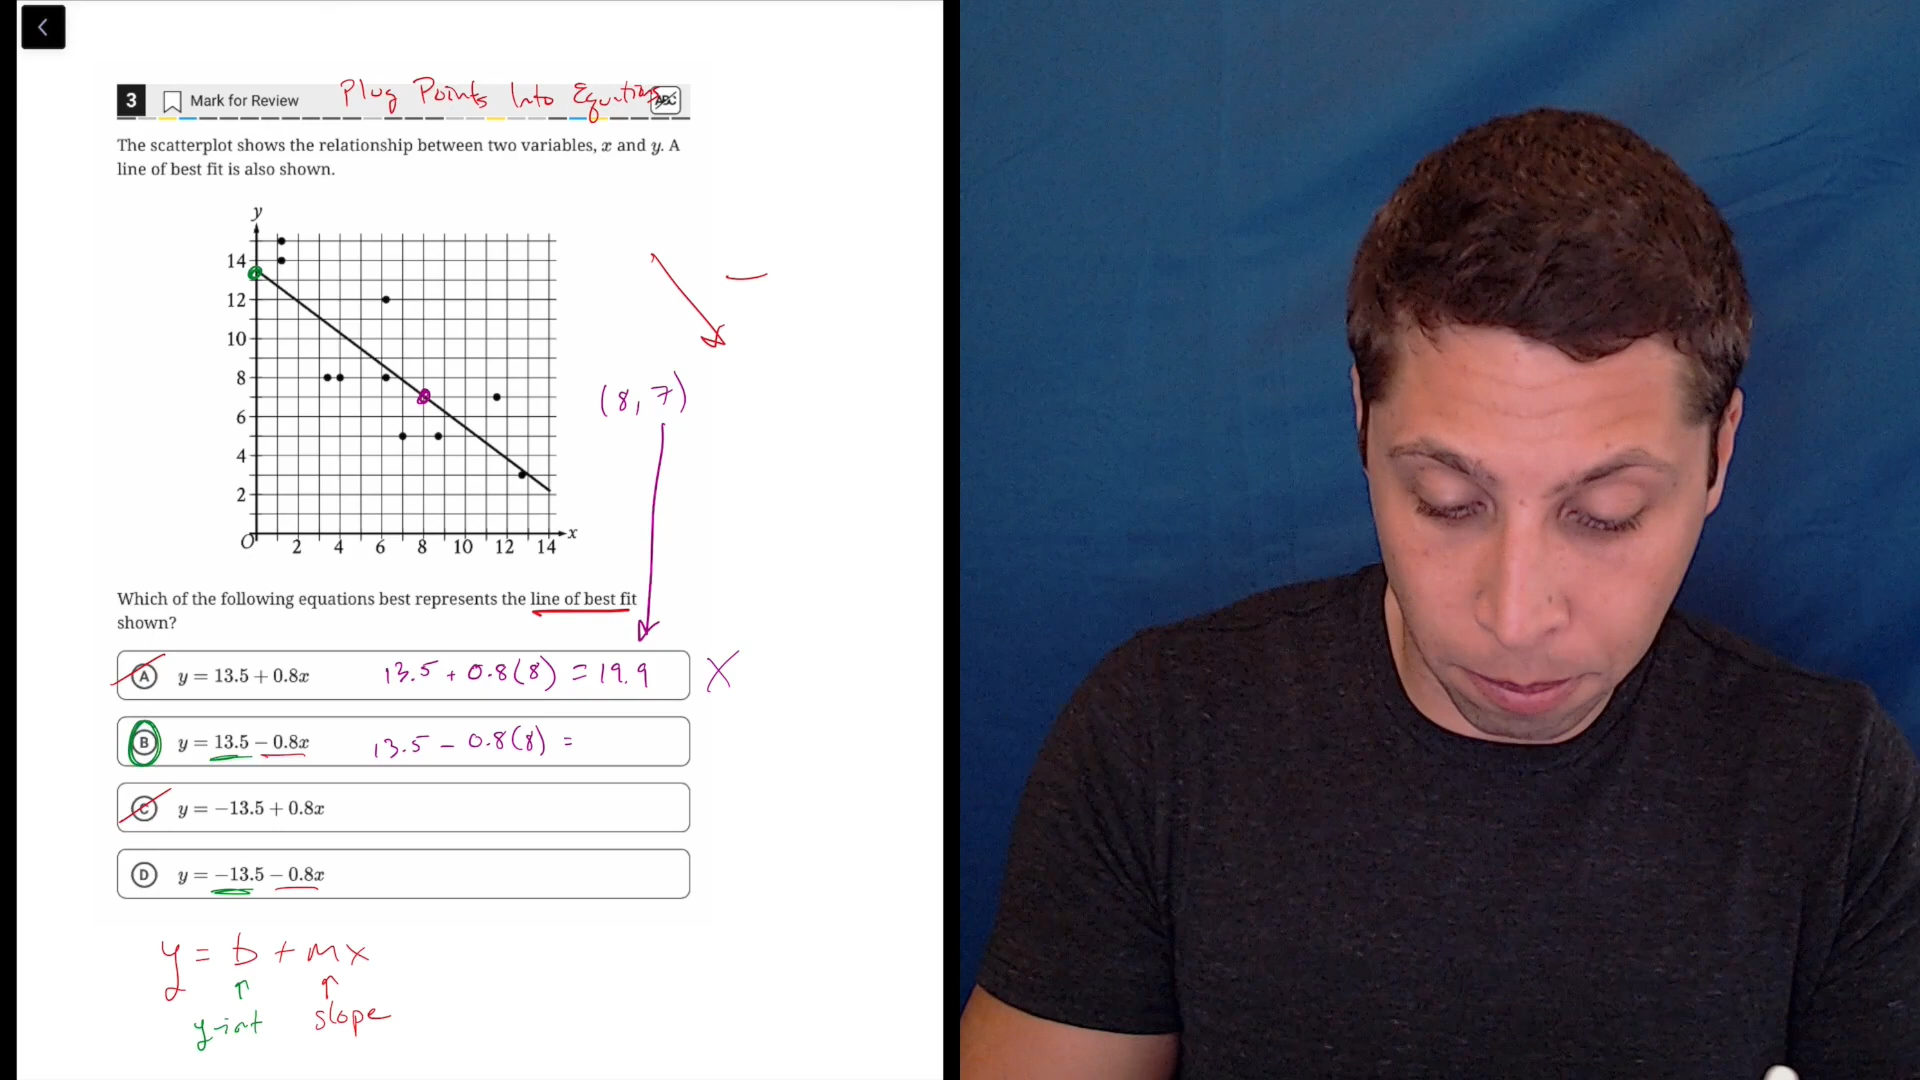 3 Mark for Review Plug Points Into Equations ABC
The scatterplot shows the relationship between two variables, x and y. A
line of best fit is also shown.
y
14
12
10
8
6
4
2
O 2 4 6 8 10 12 14 x
(8, 7)
Which of the following equations best represents the line of best fit
shown?
A y = 13.5 + 0.8x 13.5 + 0.8(8) = 19.9 X
B y = 13.5 − 0.8x 13.5 − 0.8(8) =
C y = −13.5 + 0.8x
D y = −13.5 − 0.8x
y = b + mx
y-int slope